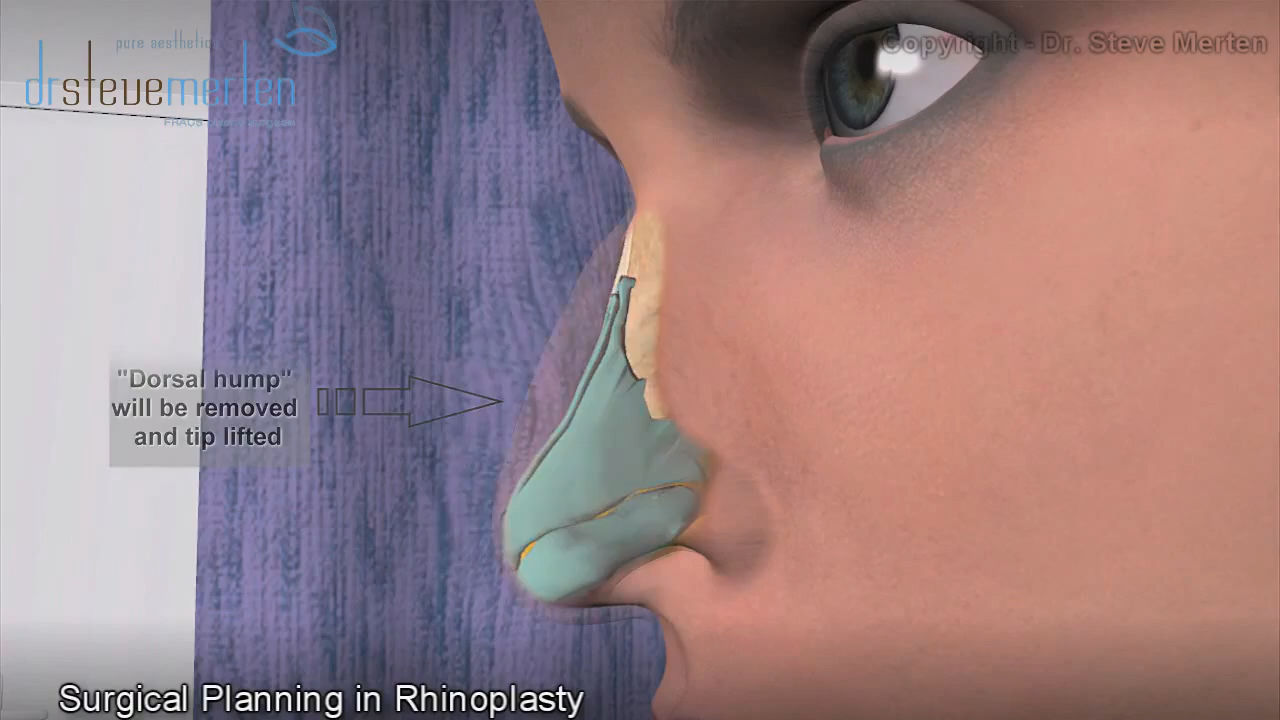 pure aesthetic
drstevemerten
FRACS
Copyright - Dr. Steve Merten
"Dorsal hump"
will be removed
and tip lifted
Surgical Planning in Rhinoplasty